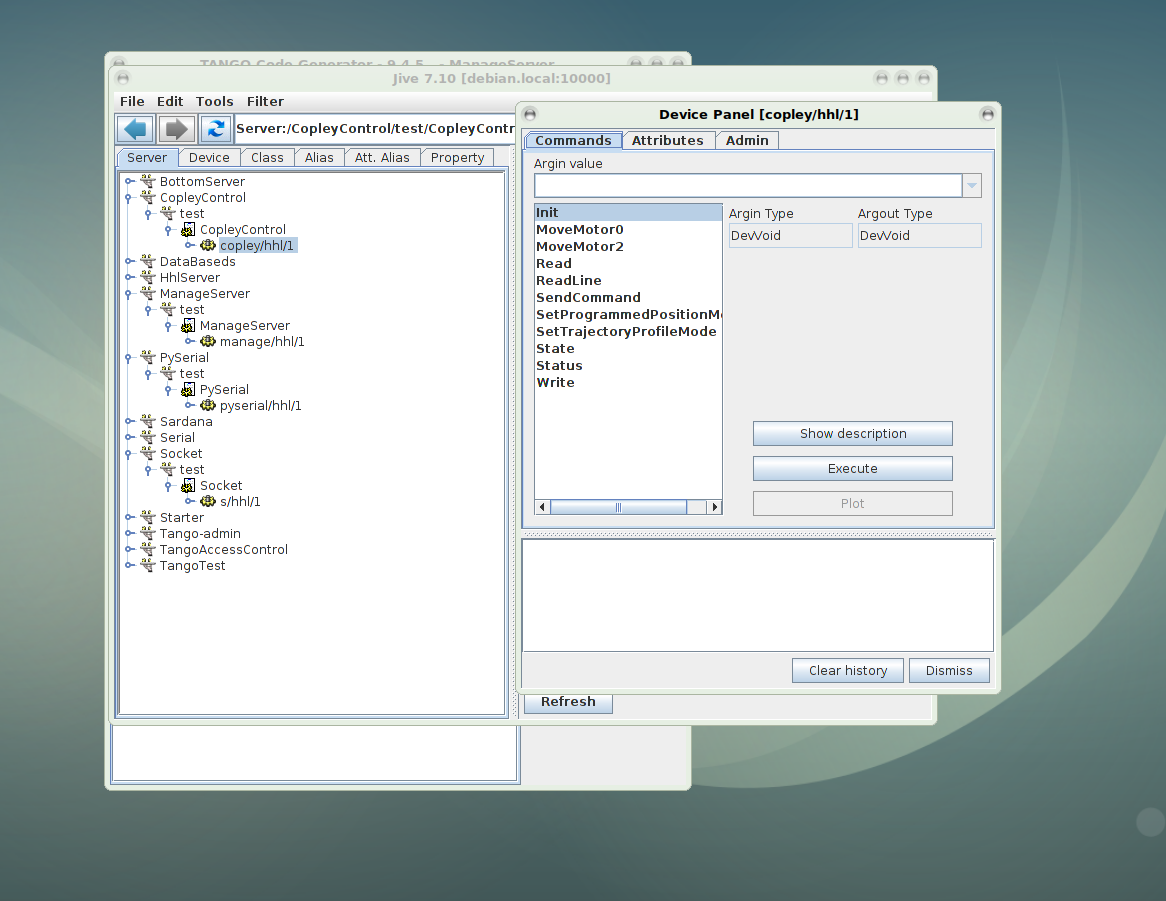 TANGO Code Generator - 9.4.5 - ManageServer
Jive 7.10 [debian.local:10000]
File Edit Tools Filter
Server:/CopleyControl/test/CopleyContr
Server Device Class Alias Att. Alias Property
BottomServer
CopleyControl
test
CopleyControl
copley/hhl/1
DataBaseds
HhlServer
ManageServer
test
ManageServer
manage/hhl/1
PySerial
test
PySerial
pyserial/hhl/1
Sardana
Serial
Socket
test
Socket
s/hhl/1
Starter
Tango-admin
TangoAccessControl
TangoTest
Refresh
Device Panel [copley/hhl/1]
Commands Attributes Admin
Argin value
Init
MoveMotor0
MoveMotor2
Read
ReadLine
SendCommand
SetProgrammedPositionMo
SetTrajectoryProfileMode
State
Status
Write
Argin Type Argout Type
DevVoid DevVoid
Show description
Execute
Plot
Clear history Dismiss